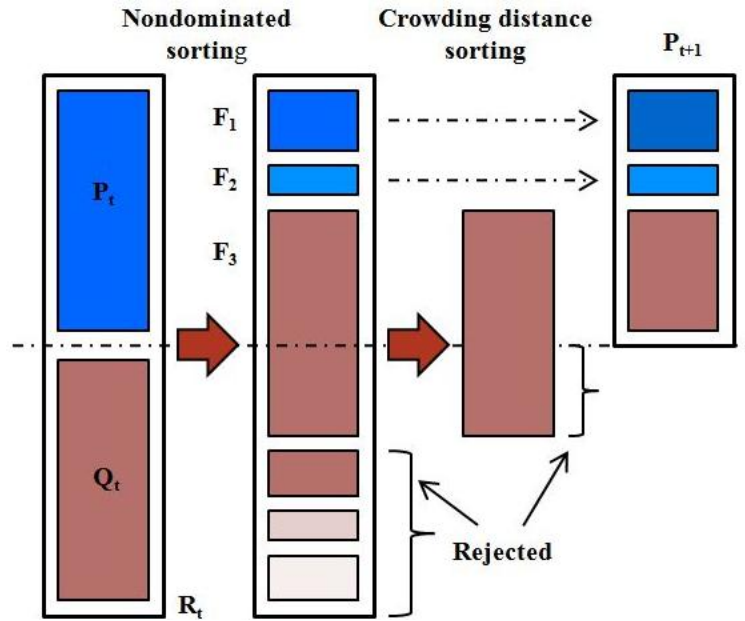 Nondominated
sorting
Crowding distance
sorting
Pt+1
F1
F2
Pt
F3
Qt
Rejected
Rt